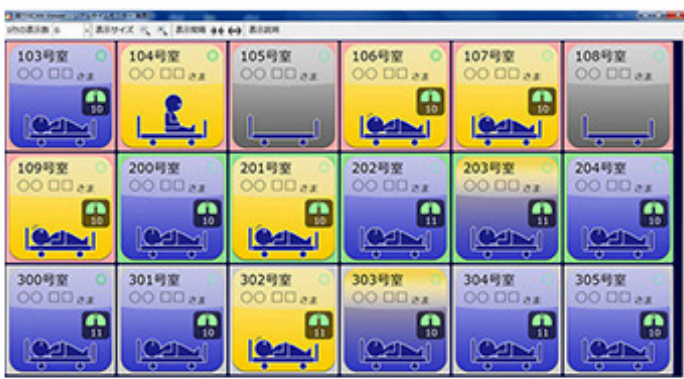 1行の表示数 6 表示サイズ 表示間隔 表示説明
103号室 104号室 105号室 106号室 107号室 108号室
○○ □□ さま ○○ □□ さま ○○ □□ さま ○○ □□ さま ○○ □□ さま ○○ □□ さま
10 10 10
109号室 200号室 201号室 202号室 203号室 204号室
○○ □□ さま ○○ □□ さま ○○ □□ さま ○○ □□ さま ○○ □□ さま ○○ □□ さま
10 10 10 11 11 10
300号室 301号室 302号室 303号室 304号室 305号室
○○ □□ さま ○○ □□ さま ○○ □□ さま ○○ □□ さま ○○ □□ さま ○○ □□ さま
11 10 11 10 11 10